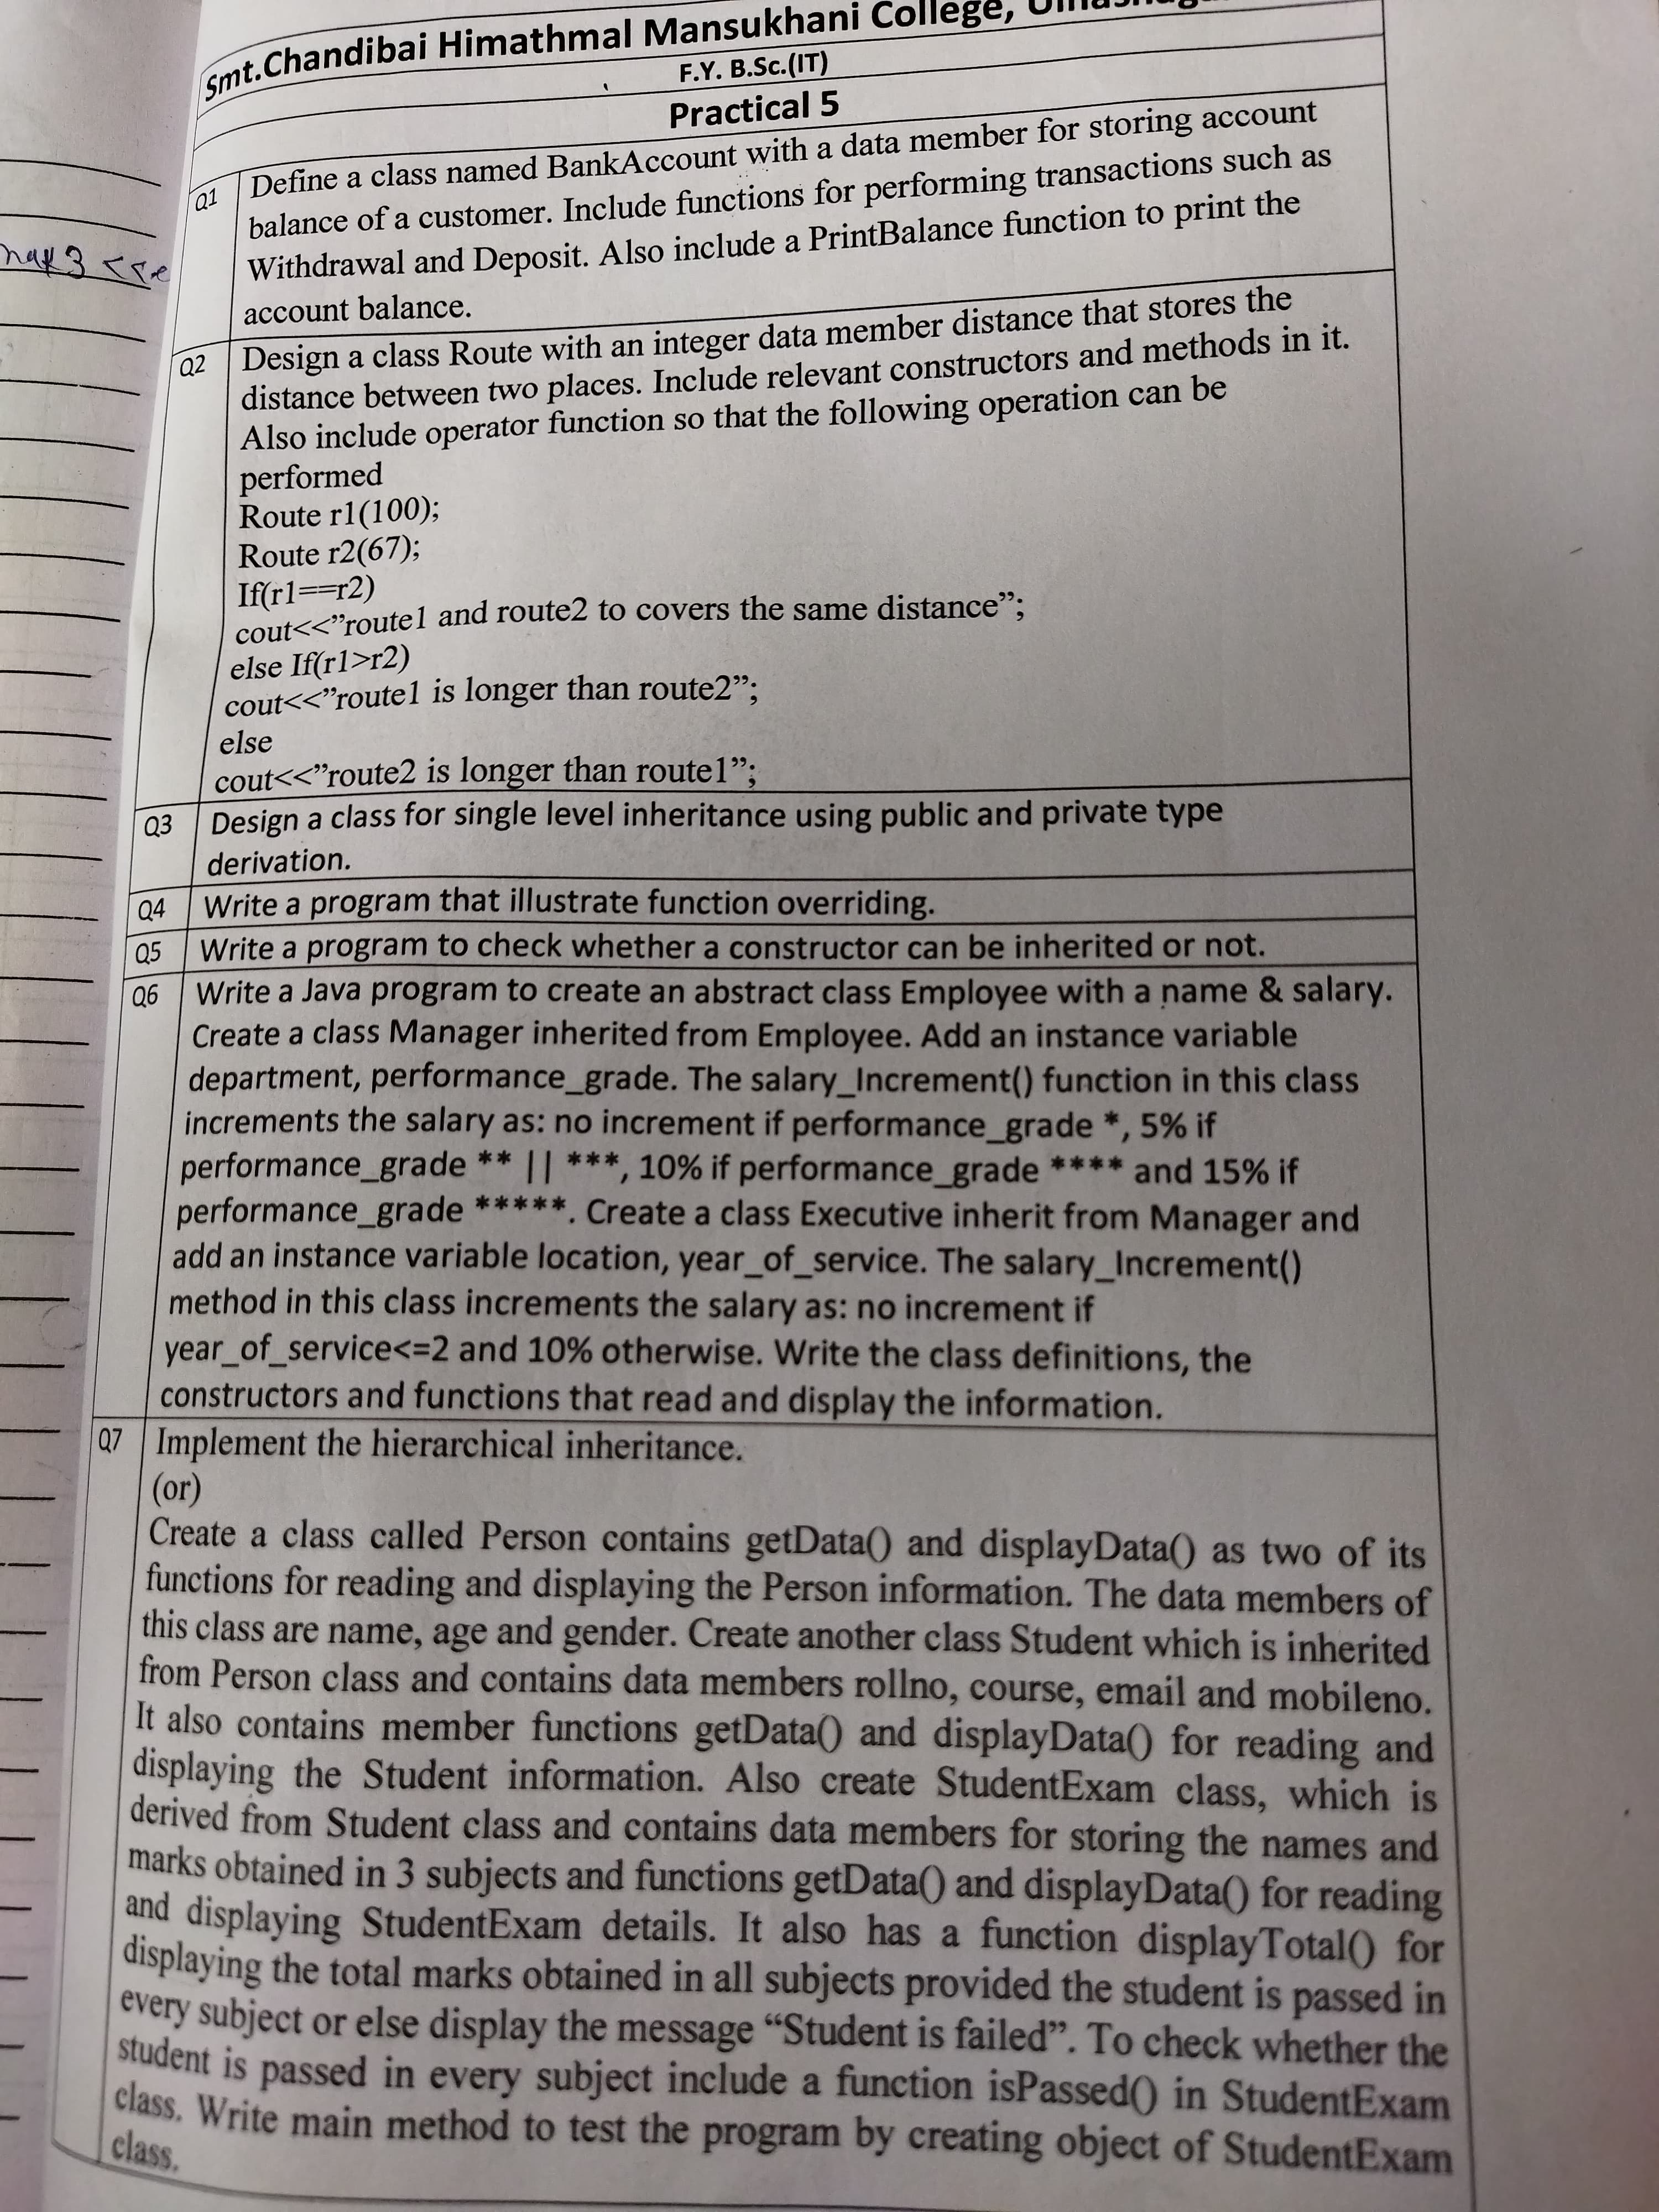 Smt.Chandibai Himathmal Mansukhani College,
F.Y. B.Sc.(IT)
Practical 5
Q1 Define a class named BankAccount with a data member for storing account
balance of a customer. Include functions for performing transactions such as
Withdrawal and Deposit. Also include a PrintBalance function to print the
account balance.
Q2 Design a class Route with an integer data member distance that stores the
distance between two places. Include relevant constructors and methods in it.
Also include operator function so that the following operation can be
performed
Route r1(100);
Route r2(67);
If(r1==r2)
cout<<”route1 and route2 to covers the same distance”;
else If(r1>r2)
cout<<”route1 is longer than route2”;
else
cout<<”route2 is longer than route1”;
Q3 Design a class for single level inheritance using public and private type
derivation.
Q4 Write a program that illustrate function overriding.
Q5 Write a program to check whether a constructor can be inherited or not.
Q6 Write a Java program to create an abstract class Employee with a name & salary.
Create a class Manager inherited from Employee. Add an instance variable
department, performance_grade. The salary_Increment() function in this class
increments the salary as: no increment if performance_grade *, 5% if
performance_grade ** || ***, 10% if performance_grade **** and 15% if
performance_grade *****. Create a class Executive inherit from Manager and
add an instance variable location, year_of_service. The salary_Increment()
method in this class increments the salary as: no increment if
year_of_service<=2 and 10% otherwise. Write the class definitions, the
constructors and functions that read and display the information.
Q7 Implement the hierarchical inheritance.
(or)
Create a class called Person contains getData() and displayData() as two of its
functions for reading and displaying the Person information. The data members of
this class are name, age and gender. Create another class Student which is inherited
from Person class and contains data members rollno, course, email and mobileno.
It also contains member functions getData() and displayData() for reading and
displaying the Student information. Also create StudentExam class, which is
derived from Student class and contains data members for storing the names and
marks obtained in 3 subjects and functions getData() and displayData() for reading
and displaying StudentExam details. It also has a function displayTotal() for
displaying the total marks obtained in all subjects provided the student is passed in
every subject or else display the message “Student is failed”. To check whether the
student is passed in every subject include a function isPassed() in StudentExam
class. Write main method to test the program by creating object of StudentExam
class.